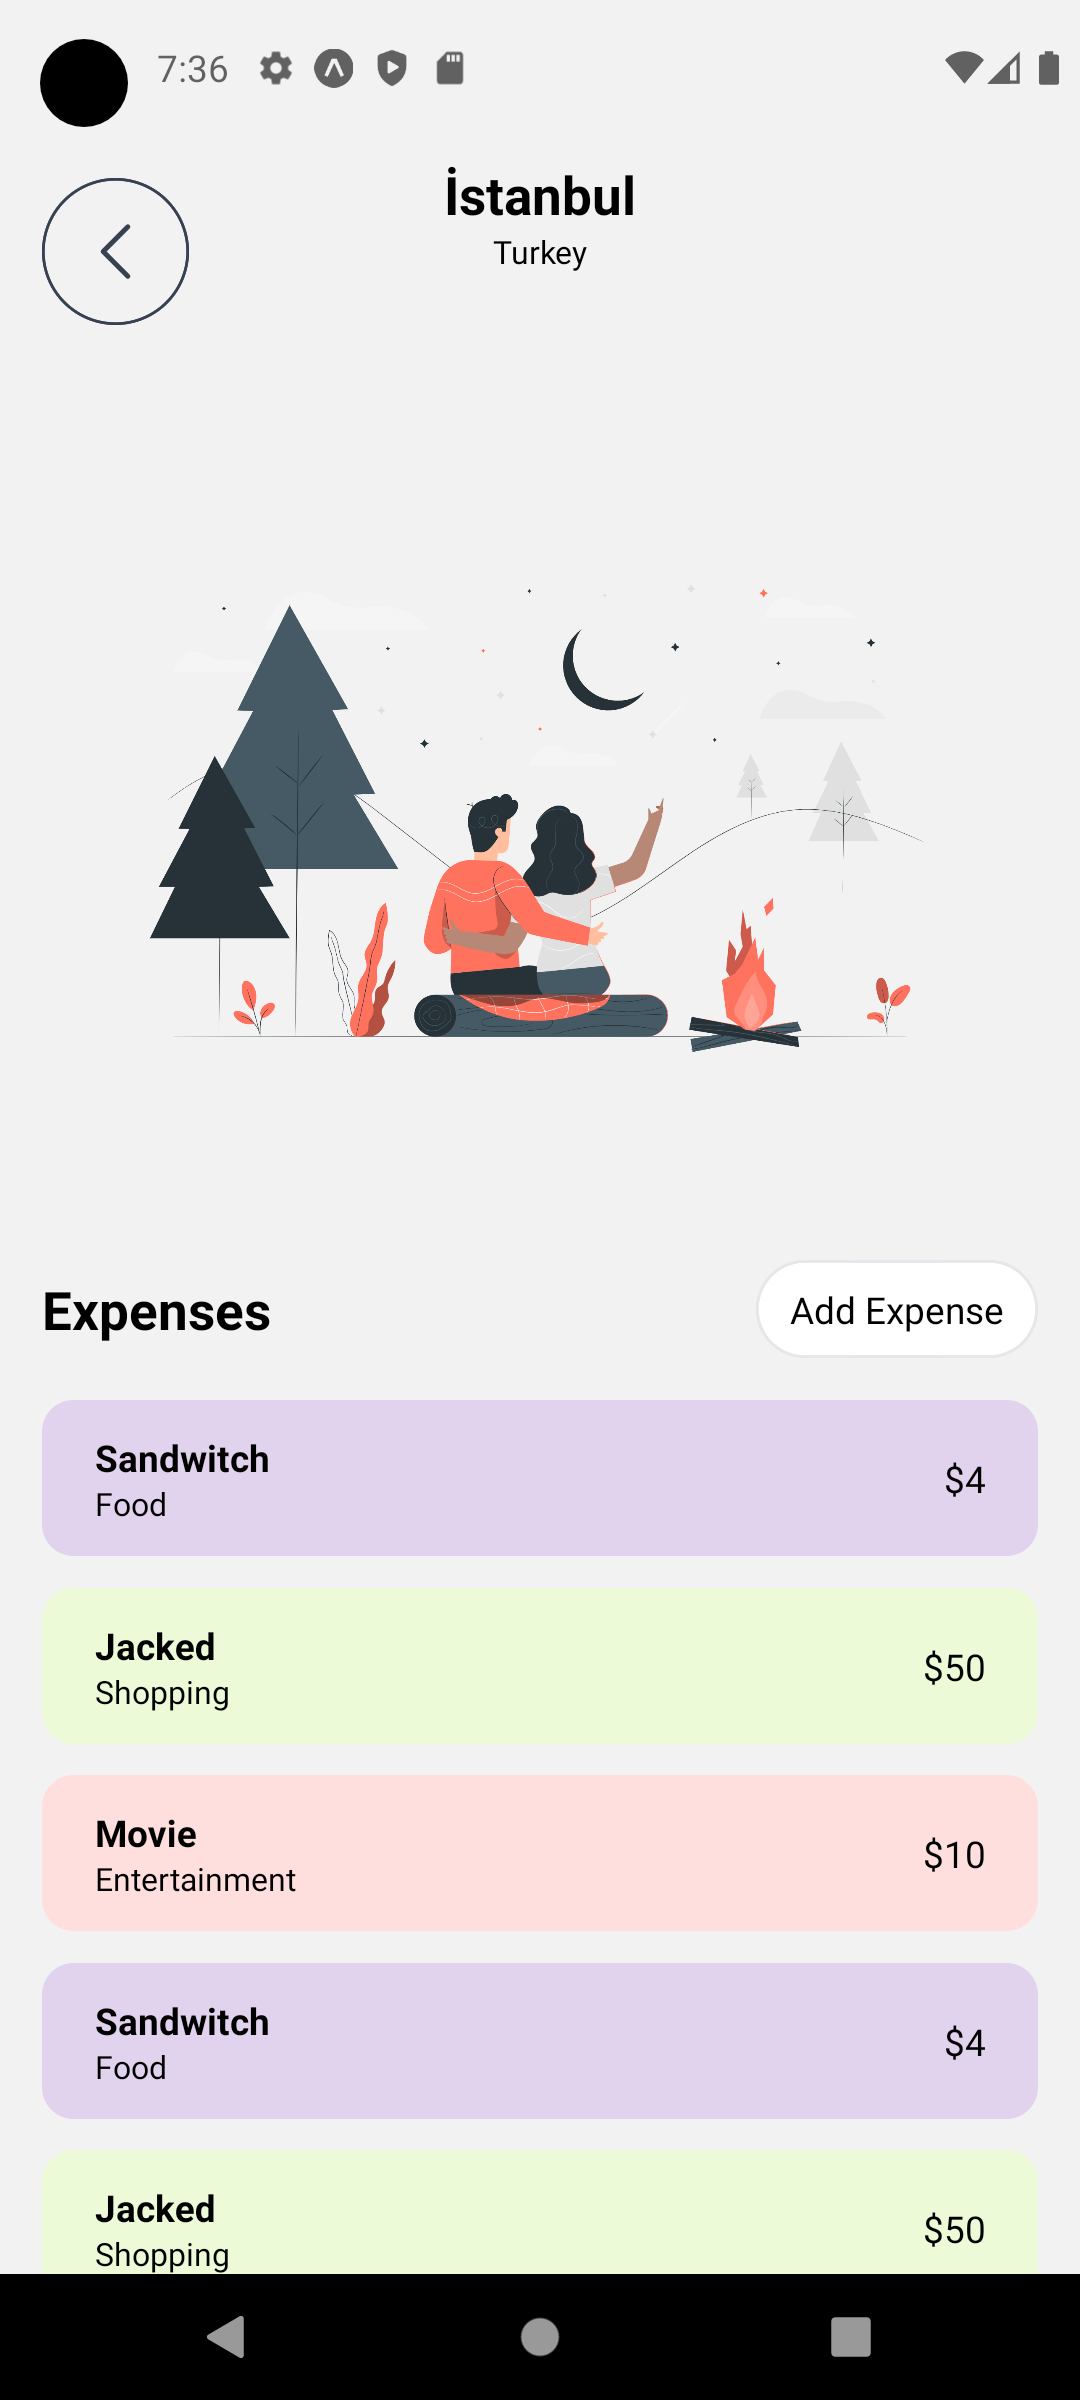 7:36
İstanbul
Turkey
Expenses
Add Expense
Sandwitch
Food
$4
Jacked
Shopping
$50
Movie
Entertainment
$10
Sandwitch
Food
$4
Jacked
Shopping
$50